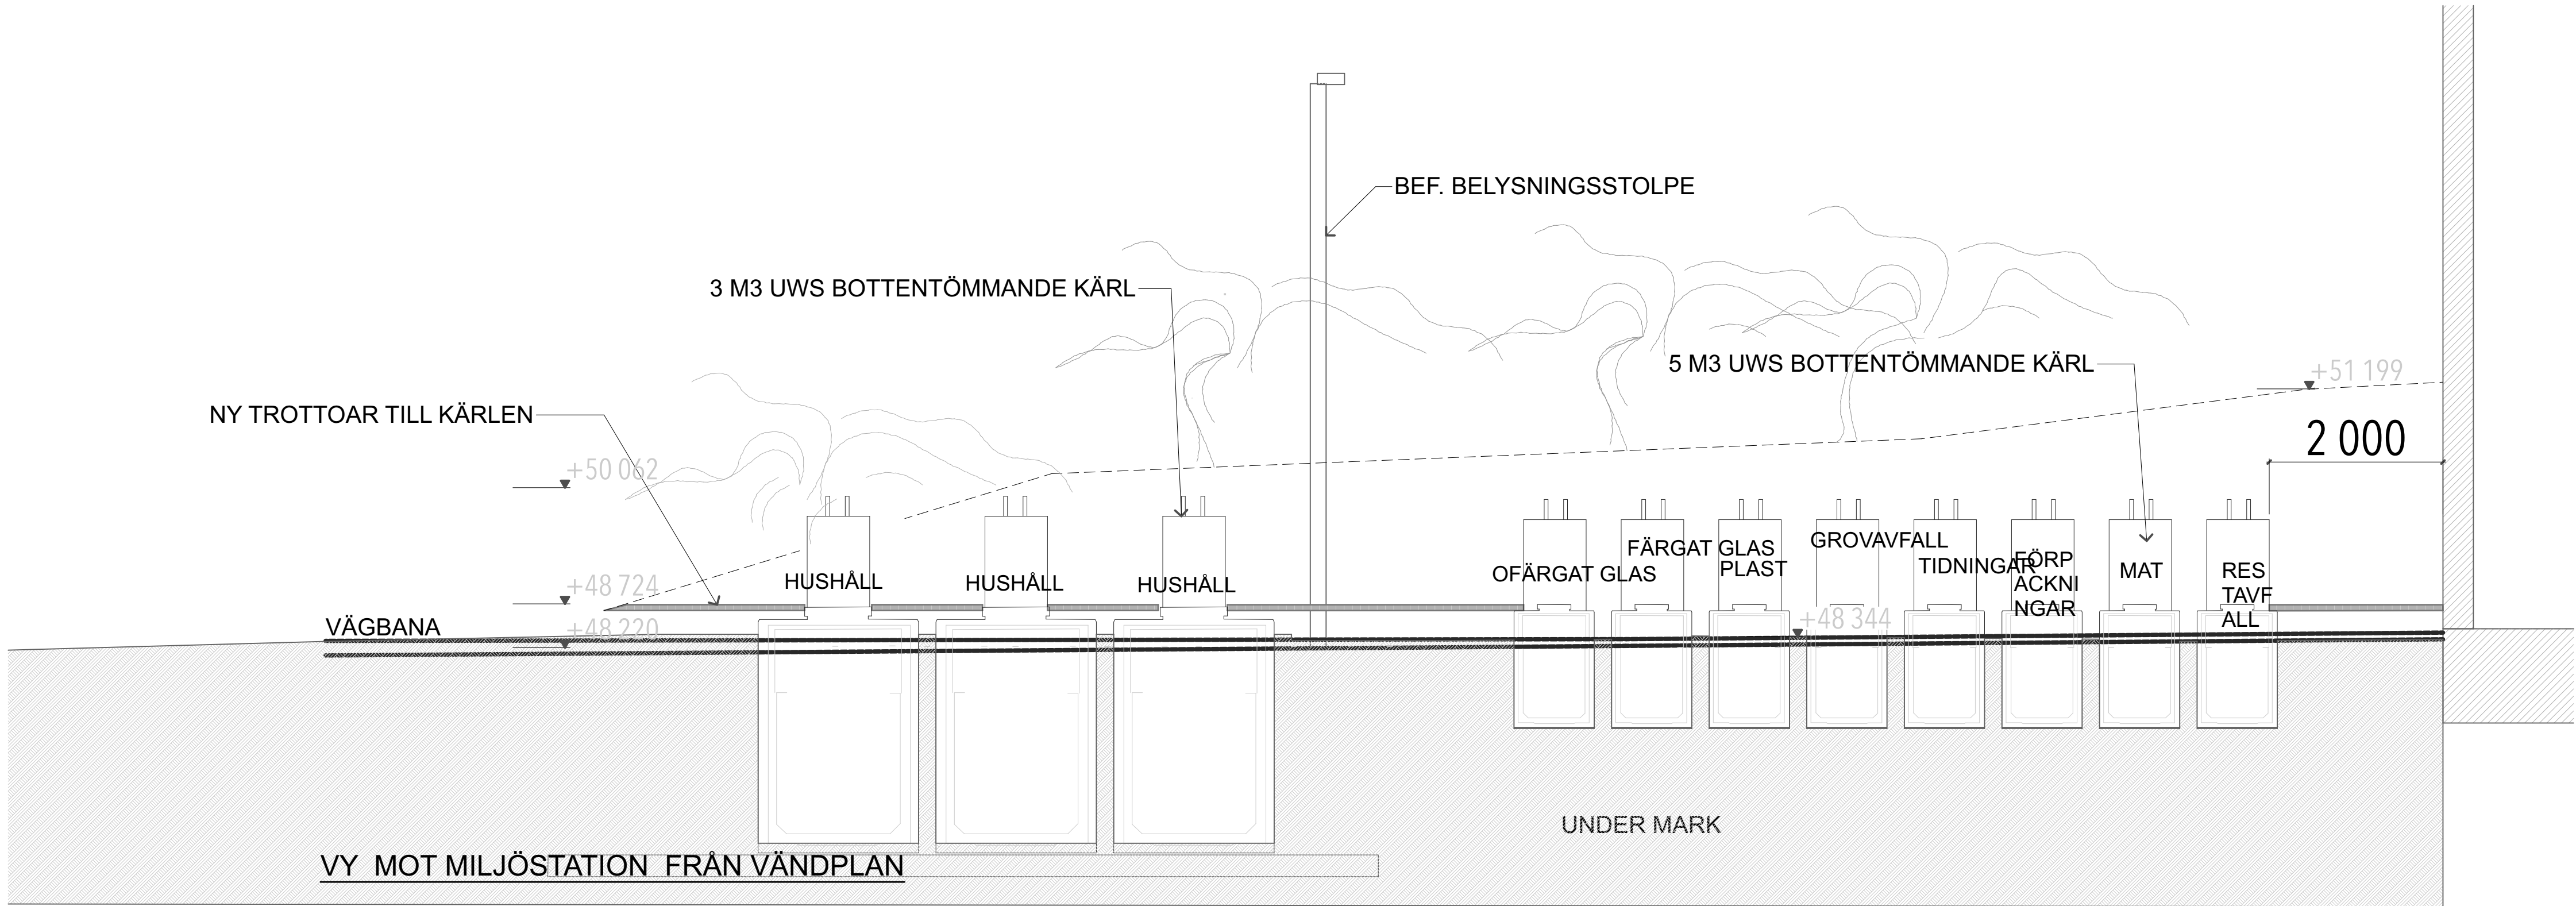 BEF. BELYSNINGSSTOLPE
3 M3 UWS BOTTENTÖMMANDE KÄRL
5 M3 UWS BOTTENTÖMMANDE KÄRL
+51 199
NY TROTTOAR TILL KÄRLEN
2 000
+50 062
+48 724
+48 220
VÄGBANA
HUSHÅLL
HUSHÅLL
HUSHÅLL
OFÄRGAT GLAS
FÄRGAT GLAS
PLAST
GROVAVFALL
TIDNINGAR
FÖRP
ACKNI
NGAR
MAT
RES
TAVF
ALL
+48 344
UNDER MARK
VY MOT MILJÖSTATION FRÅN VÄNDPLAN